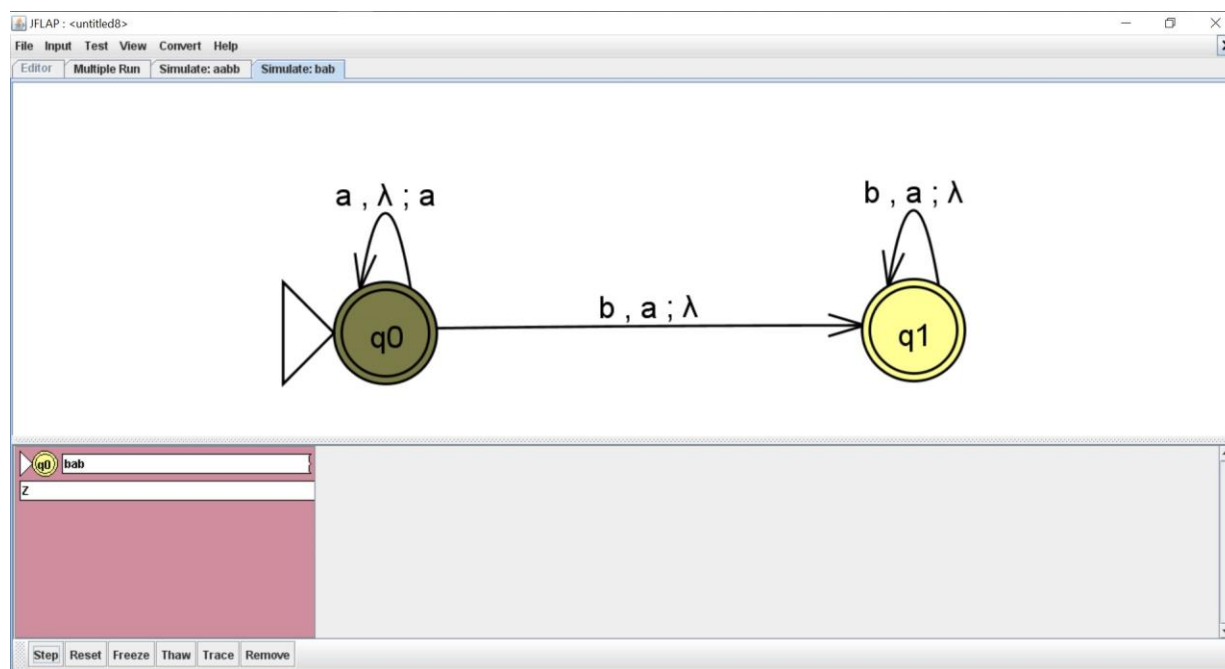 JFLAP : <untitled8>
File Input Test View Convert Help
Editor Multiple Run Simulate: aabb Simulate: bab
a , λ ; a
b , a ; λ
b , a ; λ
q0
q1
q0 bab
Z
Step Reset Freeze Thaw Trace Remove